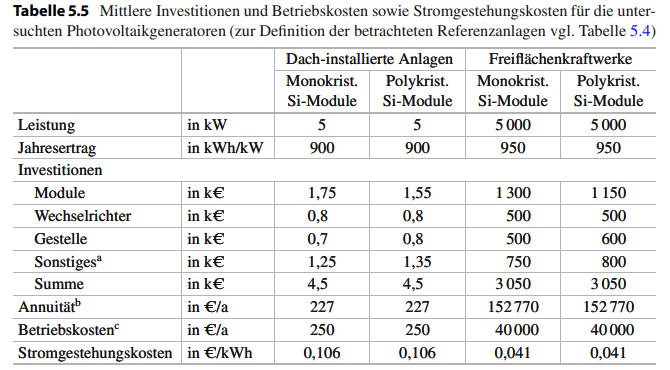 Tabelle 5.5 Mittlere Investitionen und Betriebskosten sowie Stromgestehungskosten für die unter-
suchten Photovoltaikgeneratoren (zur Definition der betrachteten Referenzanlagen vgl. Tabelle 5.4)
Dach-installierte Anlagen Freiflächenkraftwerke
Monokrist. Polykrist. Monokrist. Polykrist.
Si-Module Si-Module Si-Module Si-Module
Leistung in kW 5 5 5 000 5 000
Jahresertrag in kWh/kW 900 900 950 950
Investitionen
Module in k€ 1,75 1,55 1 300 1 150
Wechselrichter in k€ 0,8 0,8 500 500
Gestelle in k€ 0,7 0,8 500 600
Sonstigesᵃ in k€ 1,25 1,35 750 800
Summe in k€ 4,5 4,5 3 050 3 050
Annuitätᵇ in €/a 227 227 152 770 152 770
Betriebskostenᶜ in €/a 250 250 40 000 40 000
Stromgestehungskosten in €/kWh 0,106 0,106 0,041 0,041